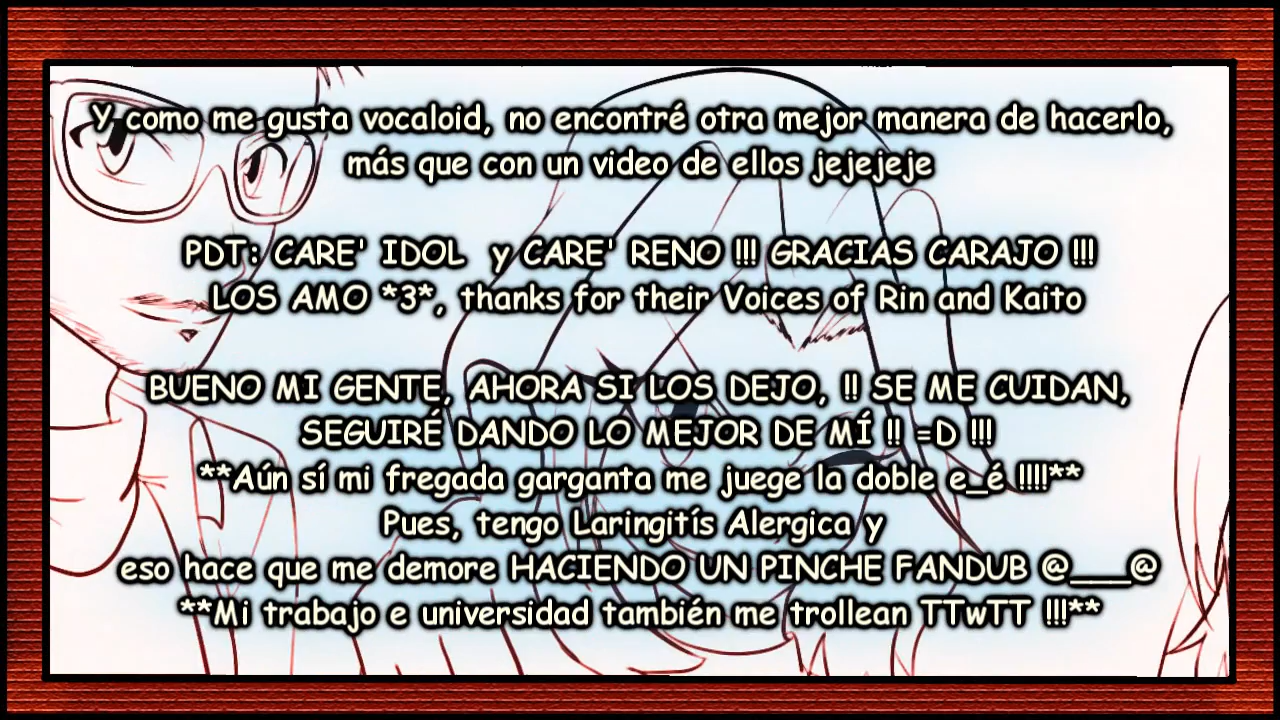 Y como me gusta vocaloid, no encontré otra mejor manera de hacerlo,
más que con un video de ellos jejejeje
PDT: CARE' IDOL y CARE' RENO !!! GRACIAS CARAJO !!!
LOS AMO *3*, thanks for their Voices of Rin and Kaito
BUENO MI GENTE, AHORA SI LOS DEJO, !! SE ME CUIDAN,
SEGUIRÉ DANDO LO MEJOR DE MÍ !! =D !!!
**Aún sí mi fregada garganta me juege la doble e_é !!!!**
Pues, tengo Laringitís Alergica y
eso hace que me demore HACIENDO UN PINCHE FANDUB @___@
**Mi trabajo e universidad también me trollean TTwTT !!!**